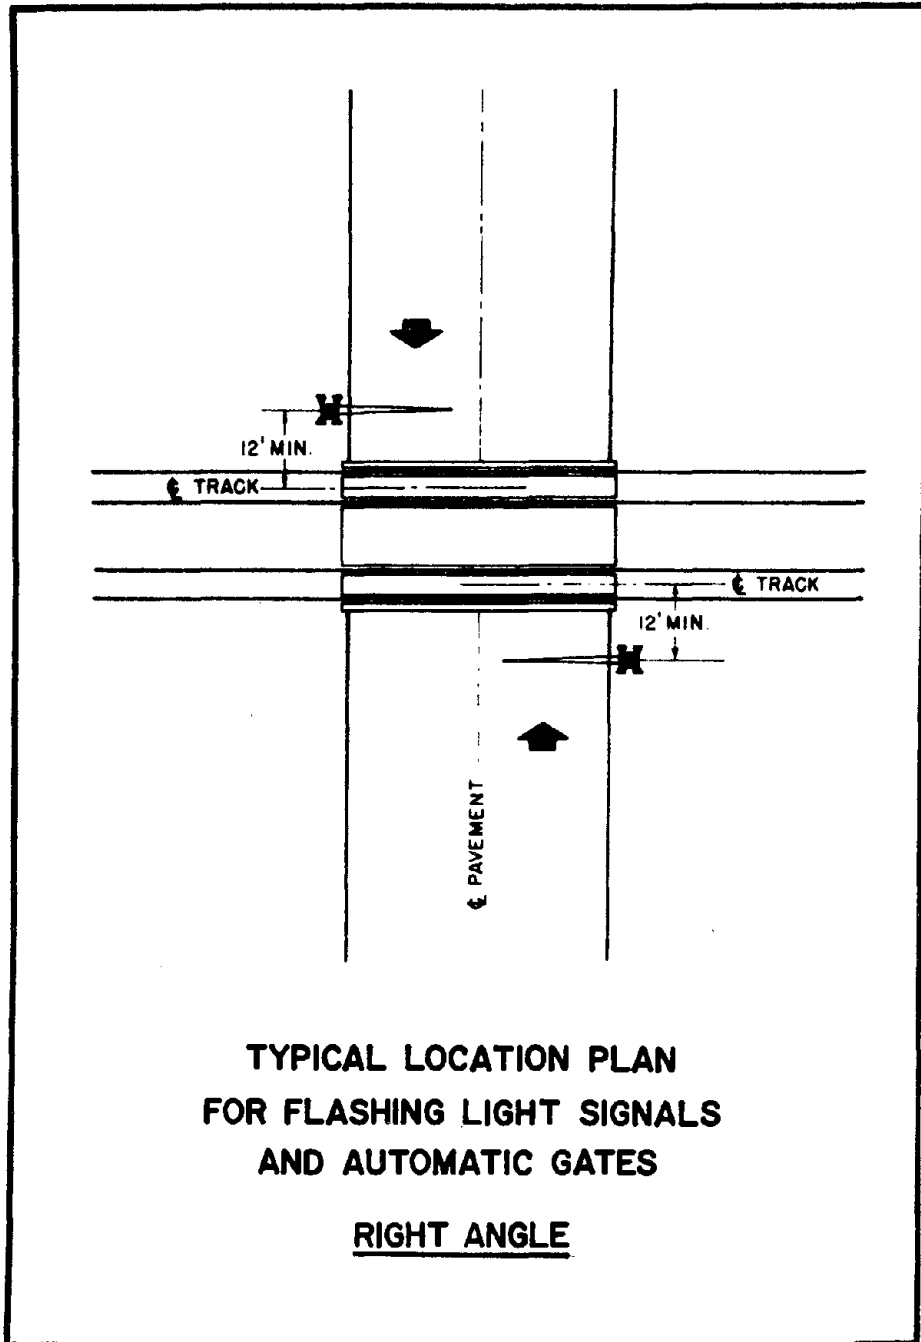 12' MIN.
℄ TRACK
℄ TRACK
12' MIN.
℄ PAVEMENT
TYPICAL LOCATION PLAN
FOR FLASHING LIGHT SIGNALS
AND AUTOMATIC GATES
RIGHT ANGLE